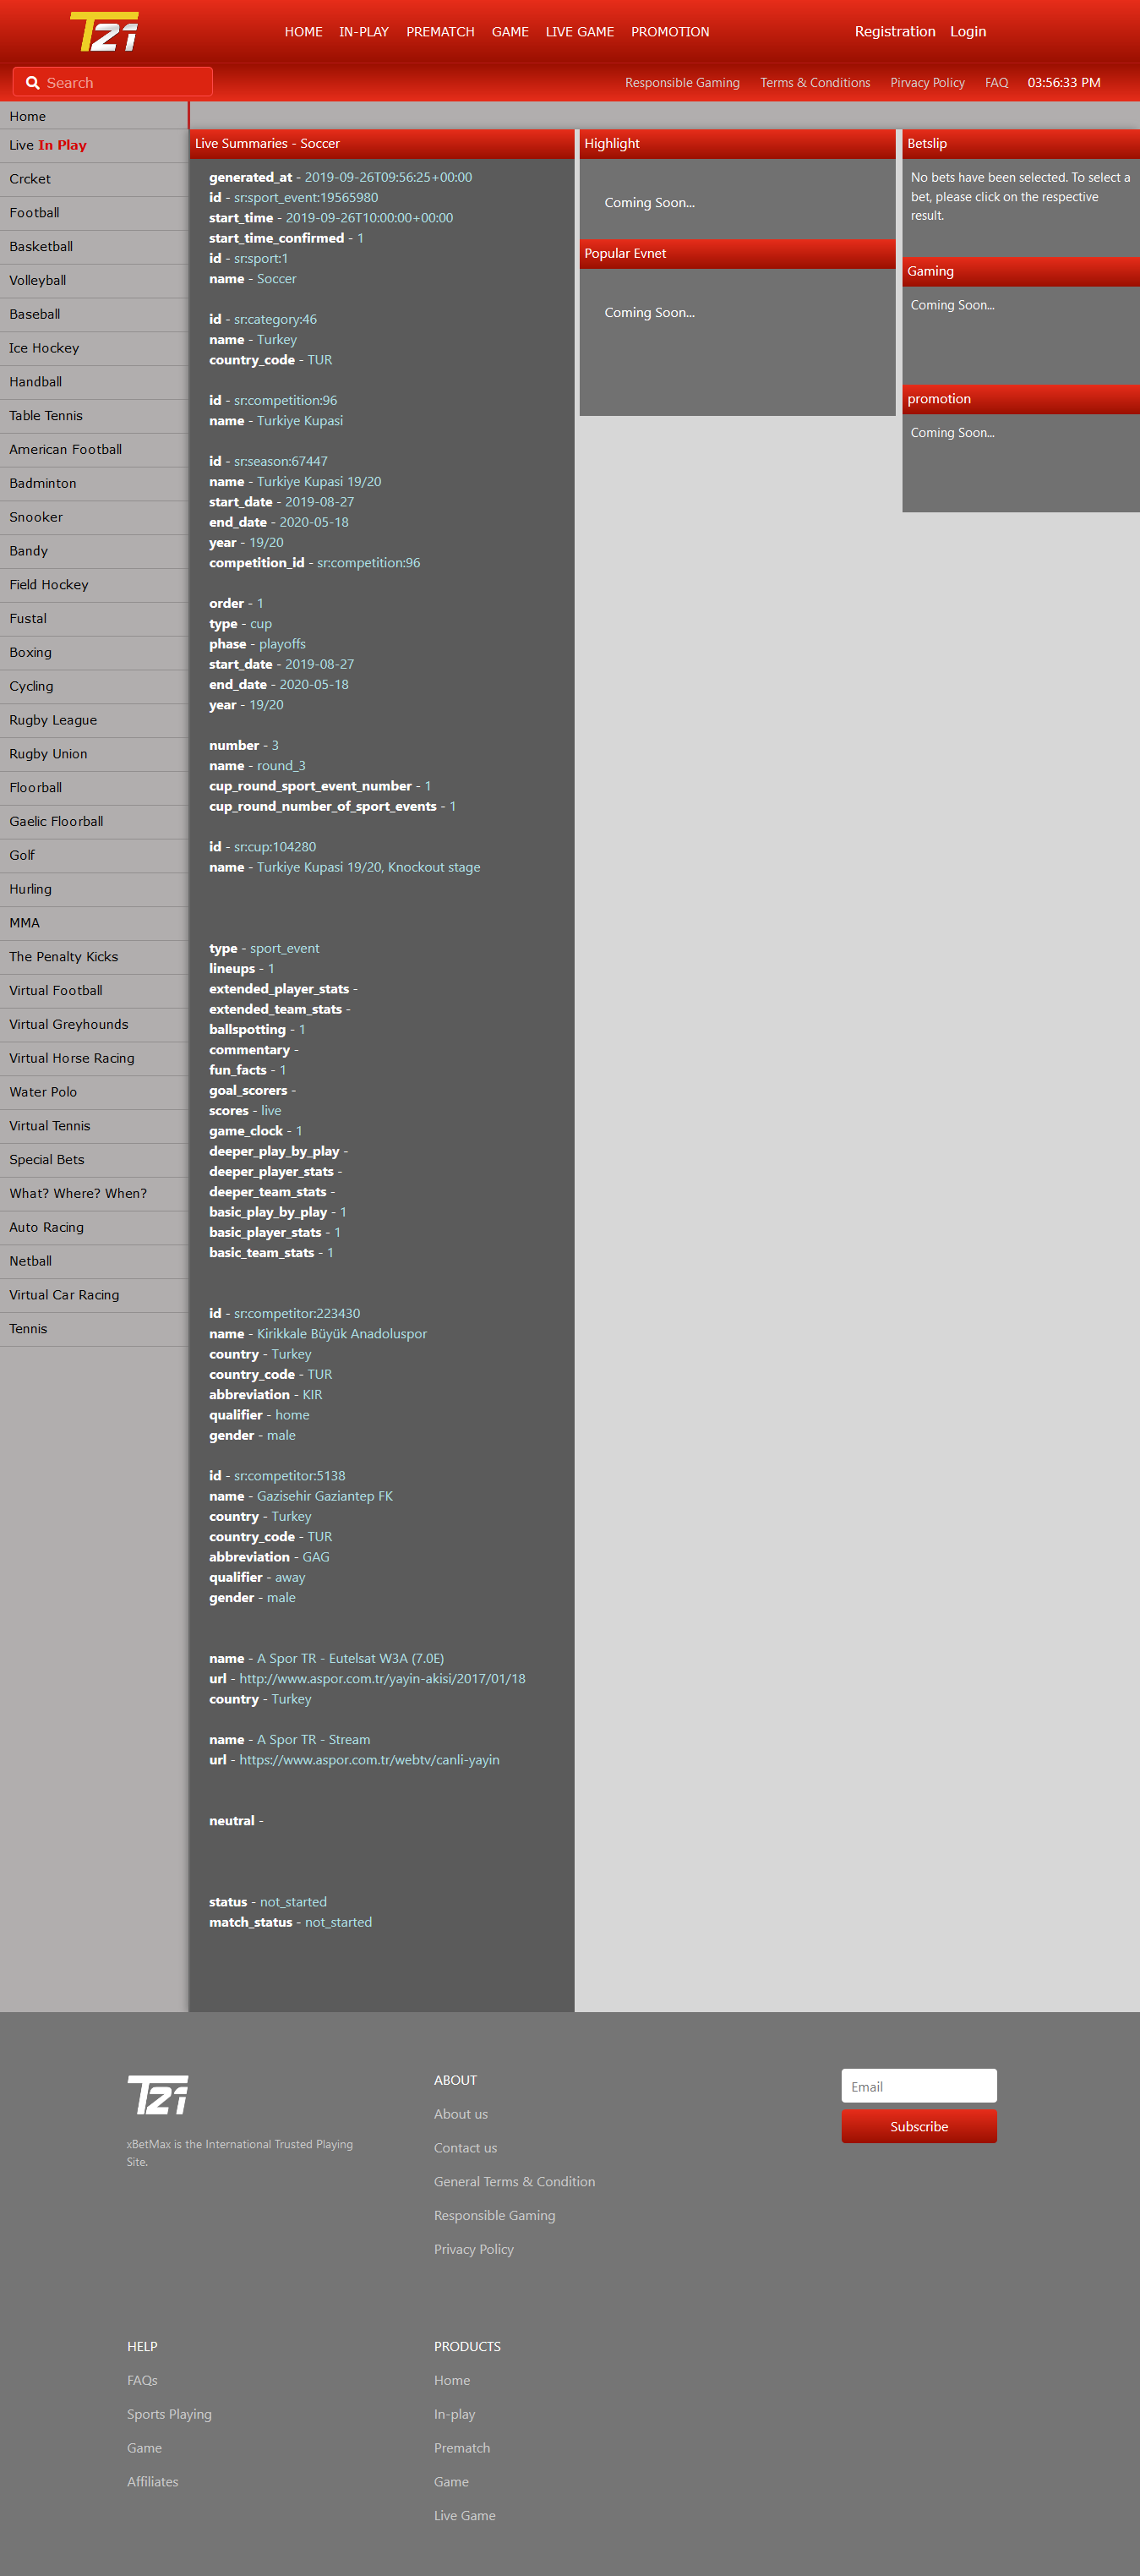 TZ1
HOME IN-PLAY PREMATCH GAME LIVE GAME PROMOTION
Registration Login
Search
Responsible Gaming Terms & Conditions Pirvacy Policy FAQ 03:56:33 PM
Home
Live In Play
Crcket
Football
Basketball
Volleyball
Baseball
Ice Hockey
Handball
Table Tennis
American Football
Badminton
Snooker
Bandy
Field Hockey
Fustal
Boxing
Cycling
Rugby League
Rugby Union
Floorball
Gaelic Floorball
Golf
Hurling
MMA
The Penalty Kicks
Virtual Football
Virtual Greyhounds
Virtual Horse Racing
Water Polo
Virtual Tennis
Special Bets
What? Where? When?
Auto Racing
Netball
Virtual Car Racing
Tennis
Live Summaries - Soccer
generated_at - 2019-09-26T09:56:25+00:00
id - sr:sport_event:19565980
start_time - 2019-09-26T10:00:00+00:00
start_time_confirmed - 1
id - sr:sport:1
name - Soccer
id - sr:category:46
name - Turkey
country_code - TUR
id - sr:competition:96
name - Turkiye Kupasi
id - sr:season:67447
name - Turkiye Kupasi 19/20
start_date - 2019-08-27
end_date - 2020-05-18
year - 19/20
competition_id - sr:competition:96
order - 1
type - cup
phase - playoffs
start_date - 2019-08-27
end_date - 2020-05-18
year - 19/20
number - 3
name - round_3
cup_round_sport_event_number - 1
cup_round_number_of_sport_events - 1
id - sr:cup:104280
name - Turkiye Kupasi 19/20, Knockout stage
type - sport_event
lineups - 1
extended_player_stats -
extended_team_stats -
ballspotting - 1
commentary -
fun_facts - 1
goal_scorers -
scores - live
game_clock - 1
deeper_play_by_play -
deeper_player_stats -
deeper_team_stats -
basic_play_by_play - 1
basic_player_stats - 1
basic_team_stats - 1
id - sr:competitor:223430
name - Kirikkale Büyük Anadoluspor
country - Turkey
country_code - TUR
abbreviation - KIR
qualifier - home
gender - male
id - sr:competitor:5138
name - Gazisehir Gaziantep FK
country - Turkey
country_code - TUR
abbreviation - GAG
qualifier - away
gender - male
name - A Spor TR - Eutelsat W3A (7.0E)
url - http://www.aspor.com.tr/yayin-akisi/2017/01/18
country - Turkey
name - A Spor TR - Stream
url - https://www.aspor.com.tr/webtv/canli-yayin
neutral -
status - not_started
match_status - not_started
Highlight
Coming Soon...
Popular Evnet
Coming Soon...
Betslip
No bets have been selected. To select a
bet, please click on the respective
result.
Gaming
Coming Soon...
promotion
Coming Soon...
TZ1
xBetMax is the International Trusted Playing
Site.
ABOUT
About us
Contact us
General Terms & Condition
Responsible Gaming
Privacy Policy
Email
Subscribe
HELP
FAQs
Sports Playing
Game
Affiliates
PRODUCTS
Home
In-play
Prematch
Game
Live Game